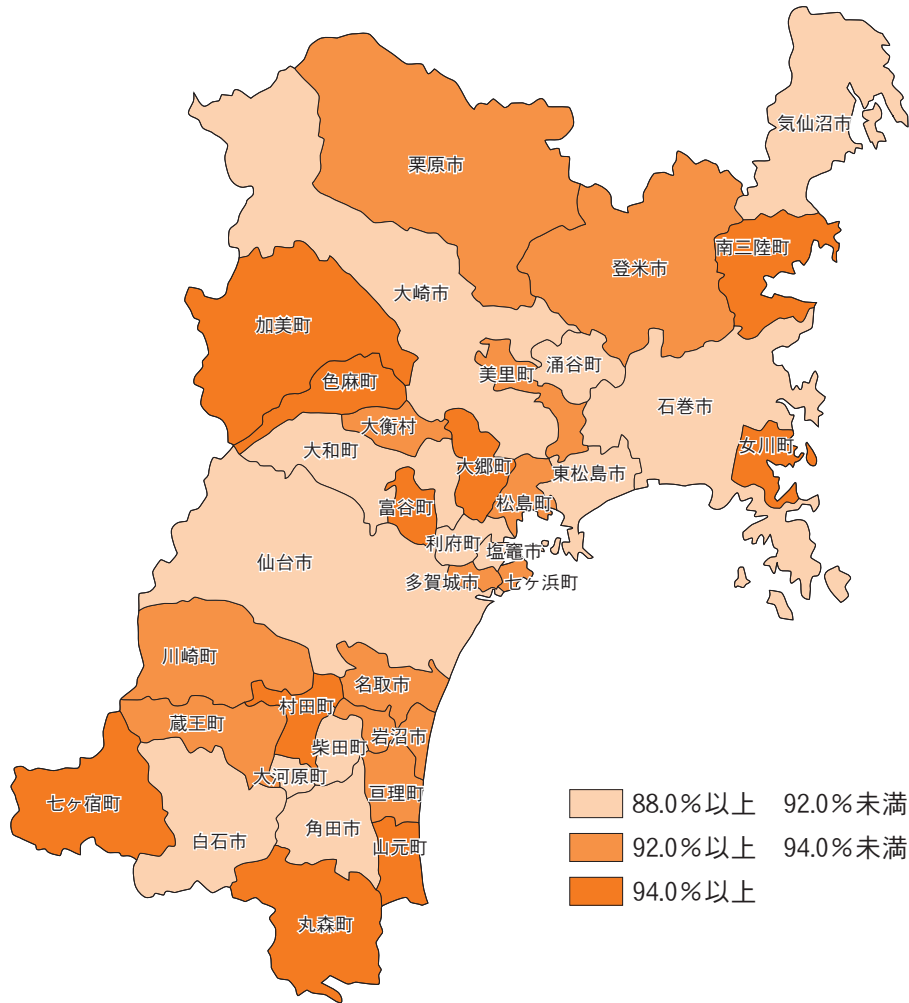 気仙沼市
栗原市
南三陸町
登米市
大崎市
加美町
涌谷町
美里町
色麻町
石巻市
大衡村
女川町
大和町
大郷町
東松島市
松島町
富谷町
利府町
塩竈市
仙台市
多賀城市
七ヶ浜町
川崎町
名取市
村田町
蔵王町
岩沼市
柴田町
大河原町
亘理町
七ヶ宿町
角田市
白石市
山元町
丸森町
88.0%以上 92.0%未満
92.0%以上 94.0%未満
94.0%以上